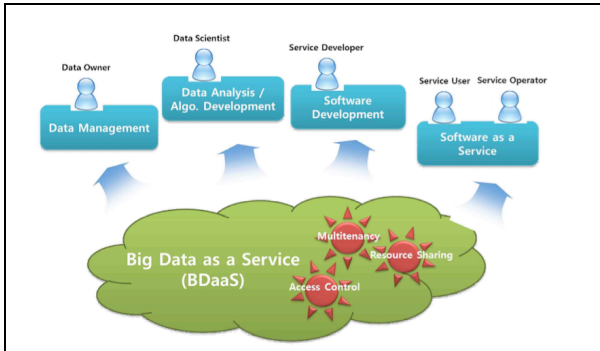 Data Owner
Data Management
Data Scientist
Data Analysis /
Algo. Development
Service Developer
Software
Development
Service User
Service Operator
Software as a
Service
Big Data as a Service
(BDaaS)
Multitenancy
Resource Sharing
Access Control